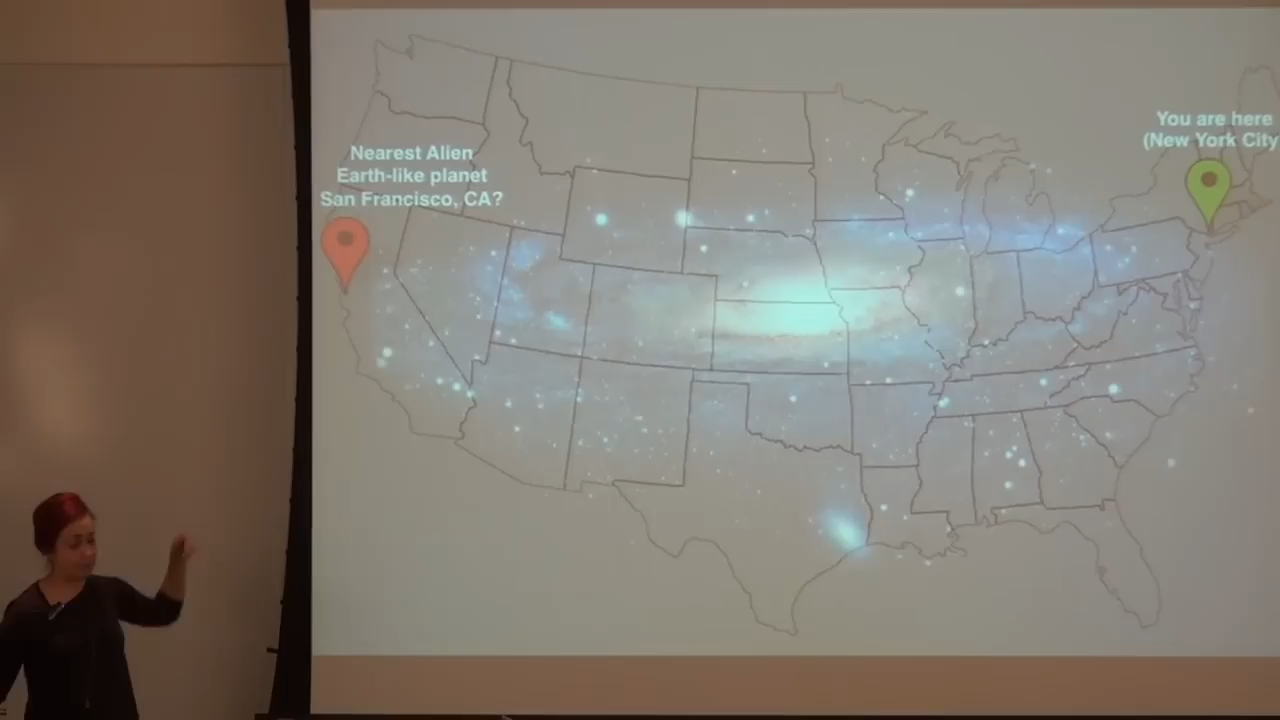 Nearest Alien
Earth-like planet
San Francisco, CA?
You are here
(New York City